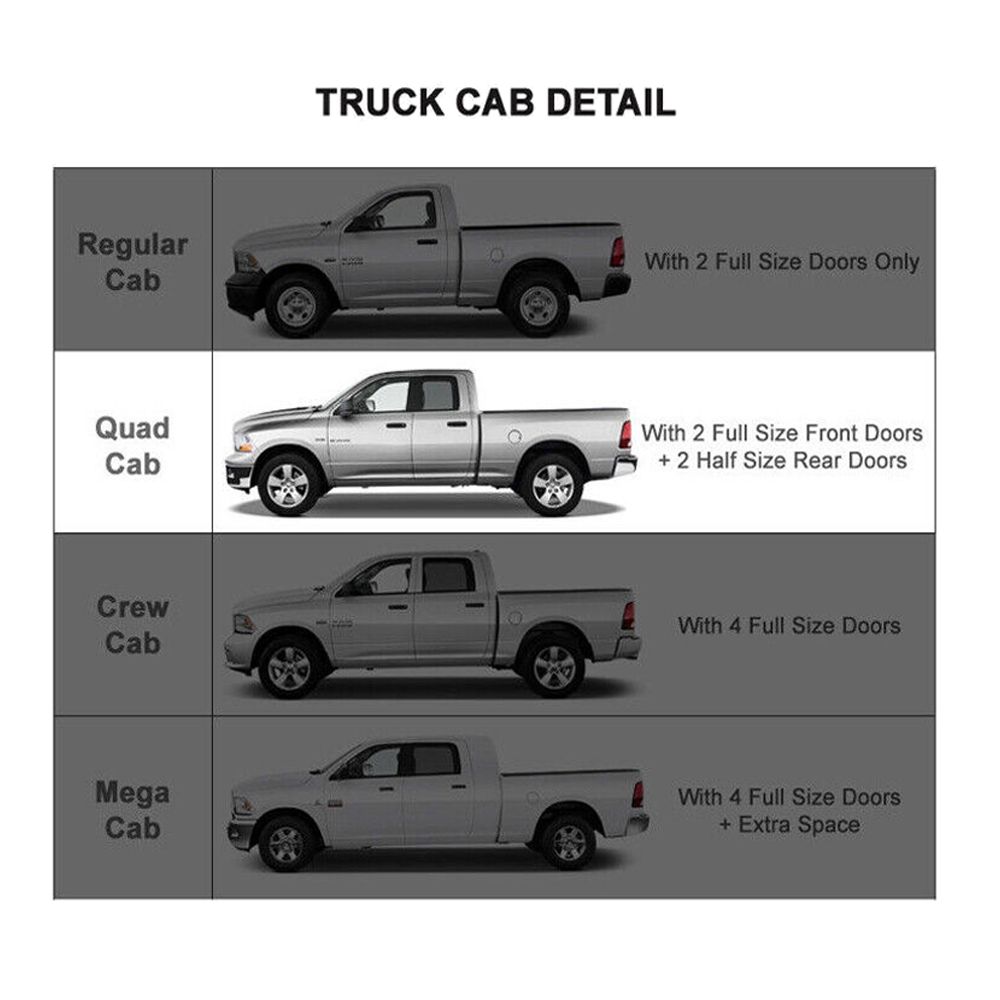 TRUCK CAB DETAIL
Regular
Cab
With 2 Full Size Doors Only
Quad
Cab
With 2 Full Size Front Doors
+ 2 Half Size Rear Doors
Crew
Cab
With 4 Full Size Doors
Mega
Cab
With 4 Full Size Doors
+ Extra Space